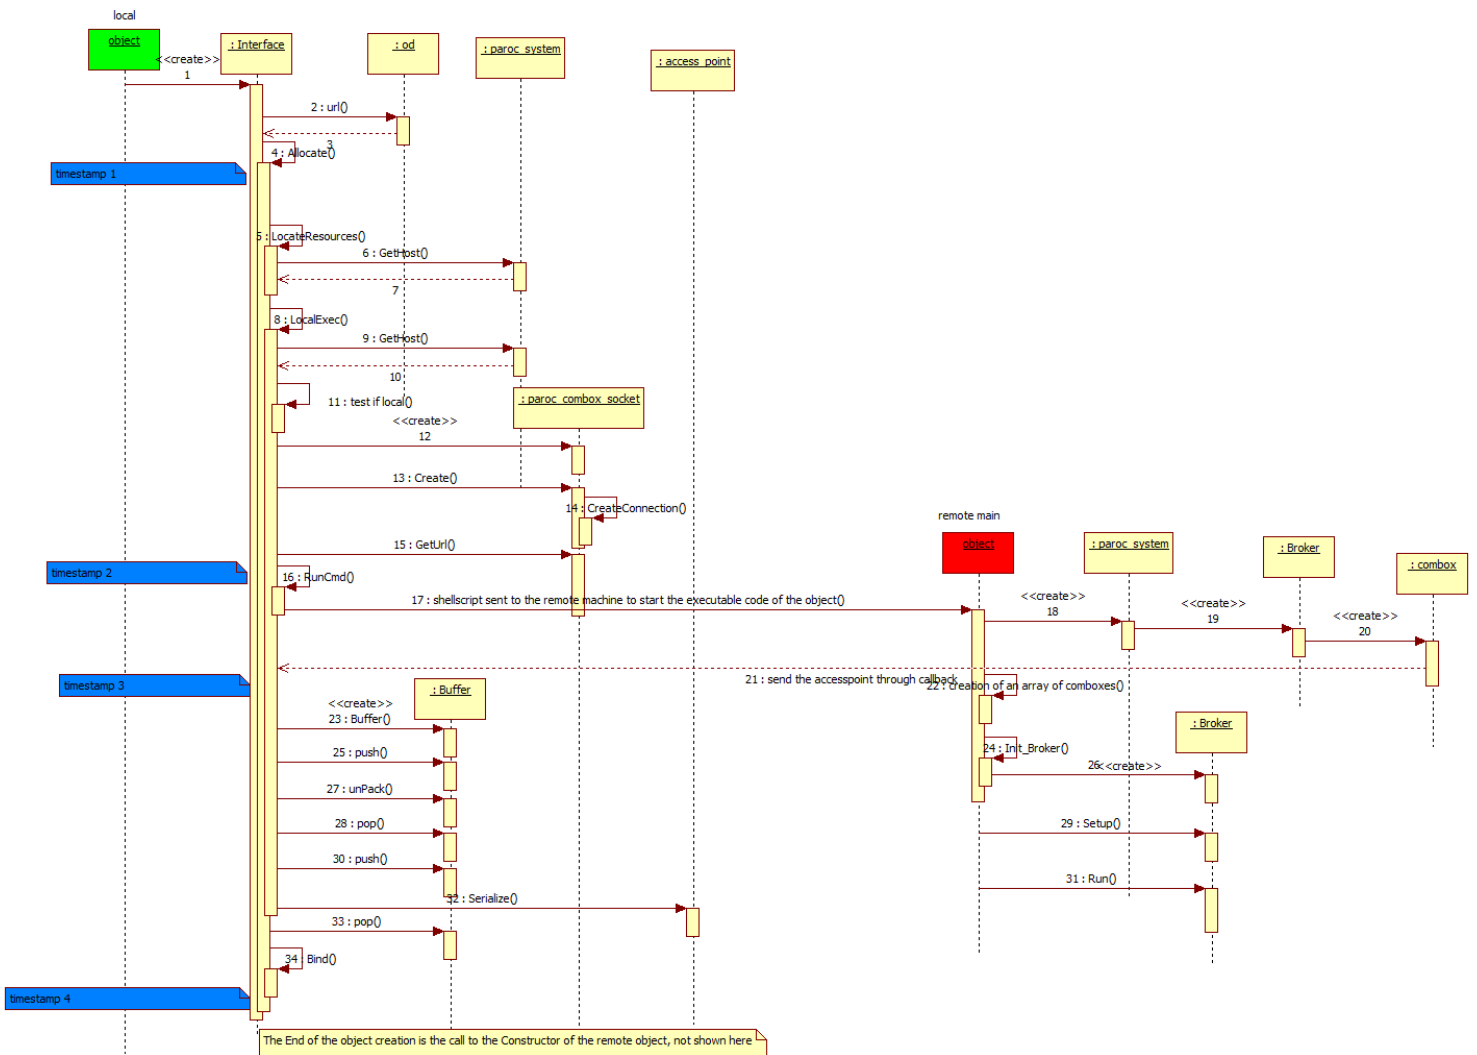 local
object
: Interface
: od
: paroc_system
: access_point
<<create>>
1
2 : url()
3
4 : Allocate()
timestamp 1
5 : LocateResources()
6 : GetHost()
7
8 : LocalExec()
9 : GetHost()
10
11 : test if local()
: paroc_combox_socket
<<create>>
12
13 : Create()
14 : CreateConnection()
remote main
object
: paroc_system
: Broker
: combox
15 : GetUrl()
timestamp 2
16 : RunCmd()
17 : shellscript sent to the remote machine to start the executable code of the object()
<<create>>
18
<<create>>
19
<<create>>
20
21 : send the accesspoint through callback
22 : creation of an array of comboxes()
timestamp 3
: Buffer
<<create>>
23 : Buffer()
: Broker
24 : Init_Broker()
25 : push()
26
<<create>>
27 : unPack()
28 : pop()
29 : Setup()
30 : push()
31 : Run()
32 : Serialize()
33 : pop()
34 : Bind()
timestamp 4
The End of the object creation is the call to the Constructor of the remote object, not shown here